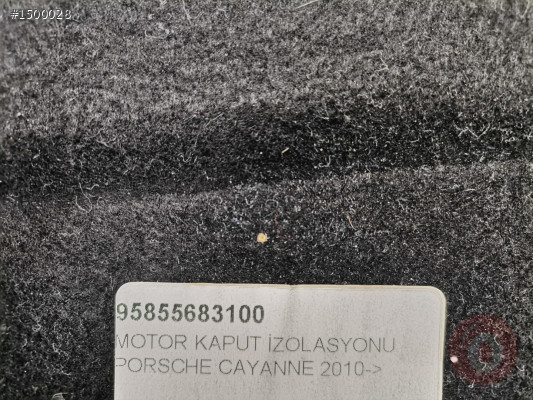 #1500028
95855683100
MOTOR KAPUT İZOLASYONU
PORSCHE CAYANNE 2010->